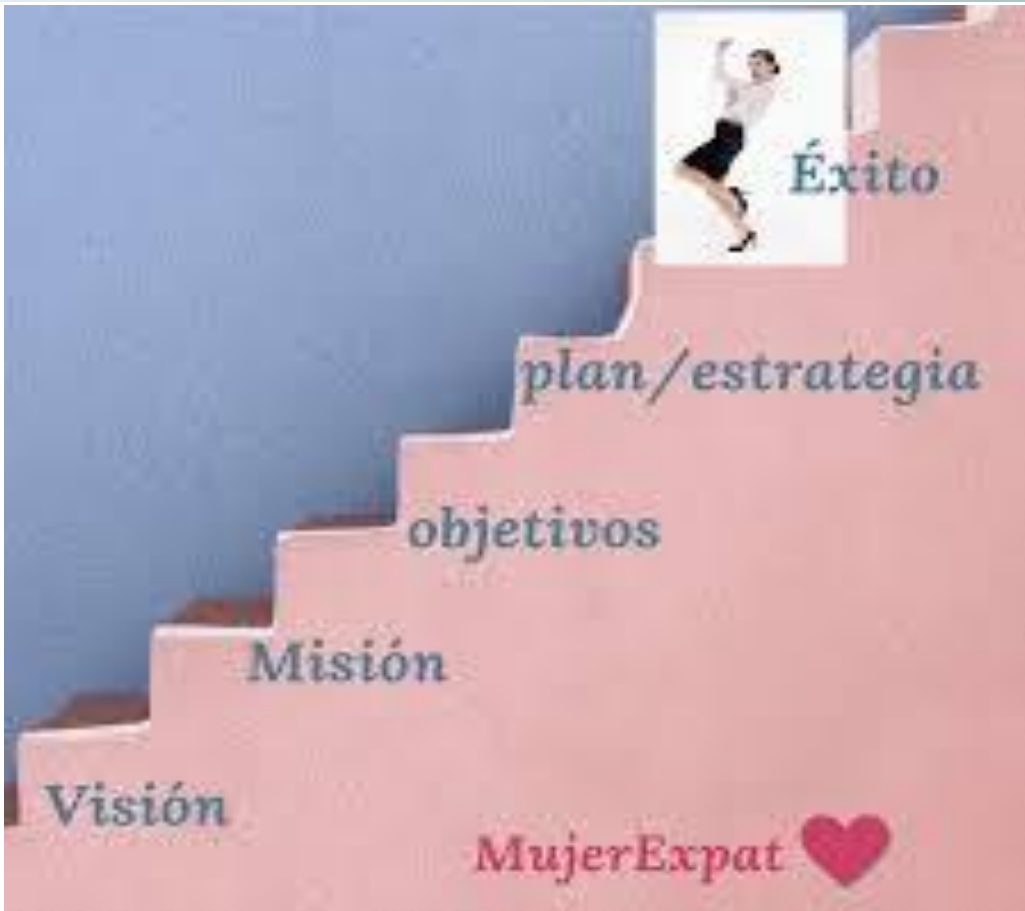 Éxito
plan/estrategia
objetivos
Misión
Visión
MujerExpat